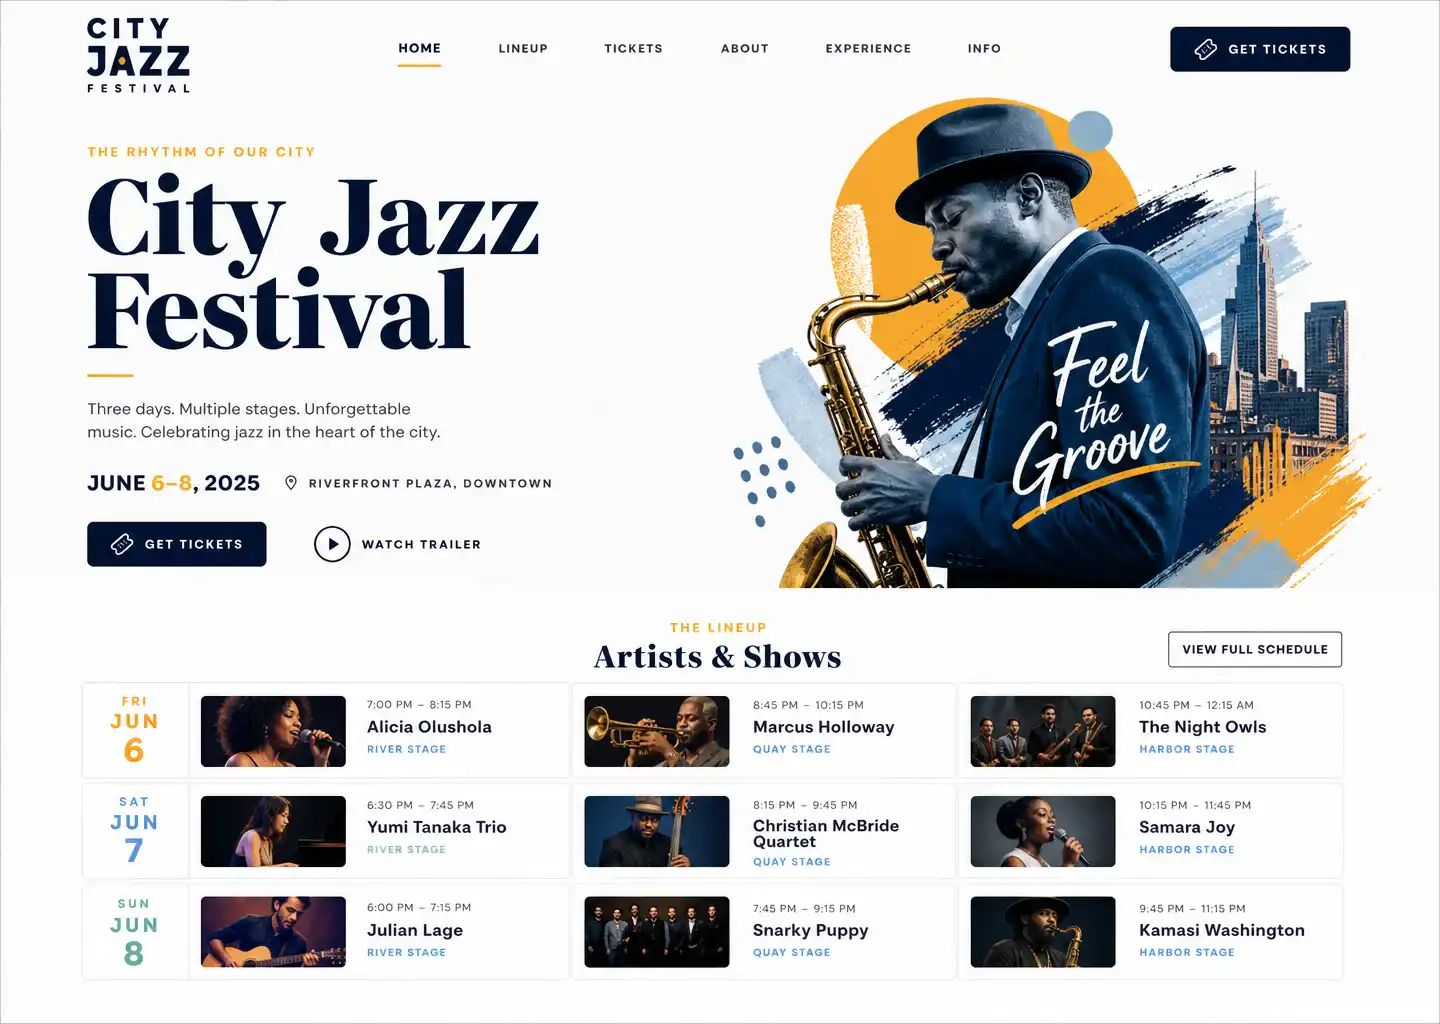 CITY
JAZZ
FESTIVAL
HOME
LINEUP
TICKETS
ABOUT
EXPERIENCE
INFO
GET TICKETS
THE RHYTHM OF OUR CITY
City Jazz
Festival
Three days. Multiple stages. Unforgettable
music. Celebrating jazz in the heart of the city.
JUNE 6–8, 2025
RIVERFRONT PLAZA, DOWNTOWN
GET TICKETS
WATCH TRAILER
Feel
the
Groove
THE LINEUP
Artists & Shows
VIEW FULL SCHEDULE
FRI
JUN
6
7:00 PM – 8:15 PM
Alicia Olushola
RIVER STAGE
8:45 PM – 10:15 PM
Marcus Holloway
QUAY STAGE
10:45 PM – 12:15 AM
The Night Owls
HARBOR STAGE
SAT
JUN
7
6:30 PM – 7:45 PM
Yumi Tanaka Trio
RIVER STAGE
8:15 PM – 9:45 PM
Christian McBride
Quartet
QUAY STAGE
10:15 PM – 11:45 PM
Samara Joy
HARBOR STAGE
SUN
JUN
8
6:00 PM – 7:15 PM
Julian Lage
RIVER STAGE
7:45 PM – 9:15 PM
Snarky Puppy
QUAY STAGE
9:45 PM – 11:15 PM
Kamasi Washington
HARBOR STAGE